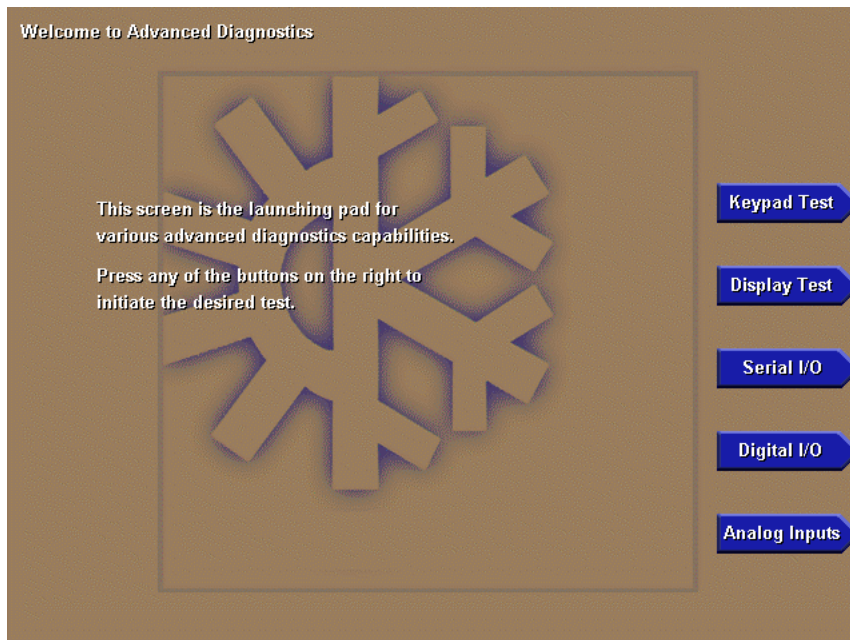 Welcome to Advanced Diagnostics
This screen is the launching pad for
various advanced diagnostics capabilities.
Press any of the buttons on the right to
initiate the desired test.
Keypad Test
Display Test
Serial I/O
Digital I/O
Analog Inputs